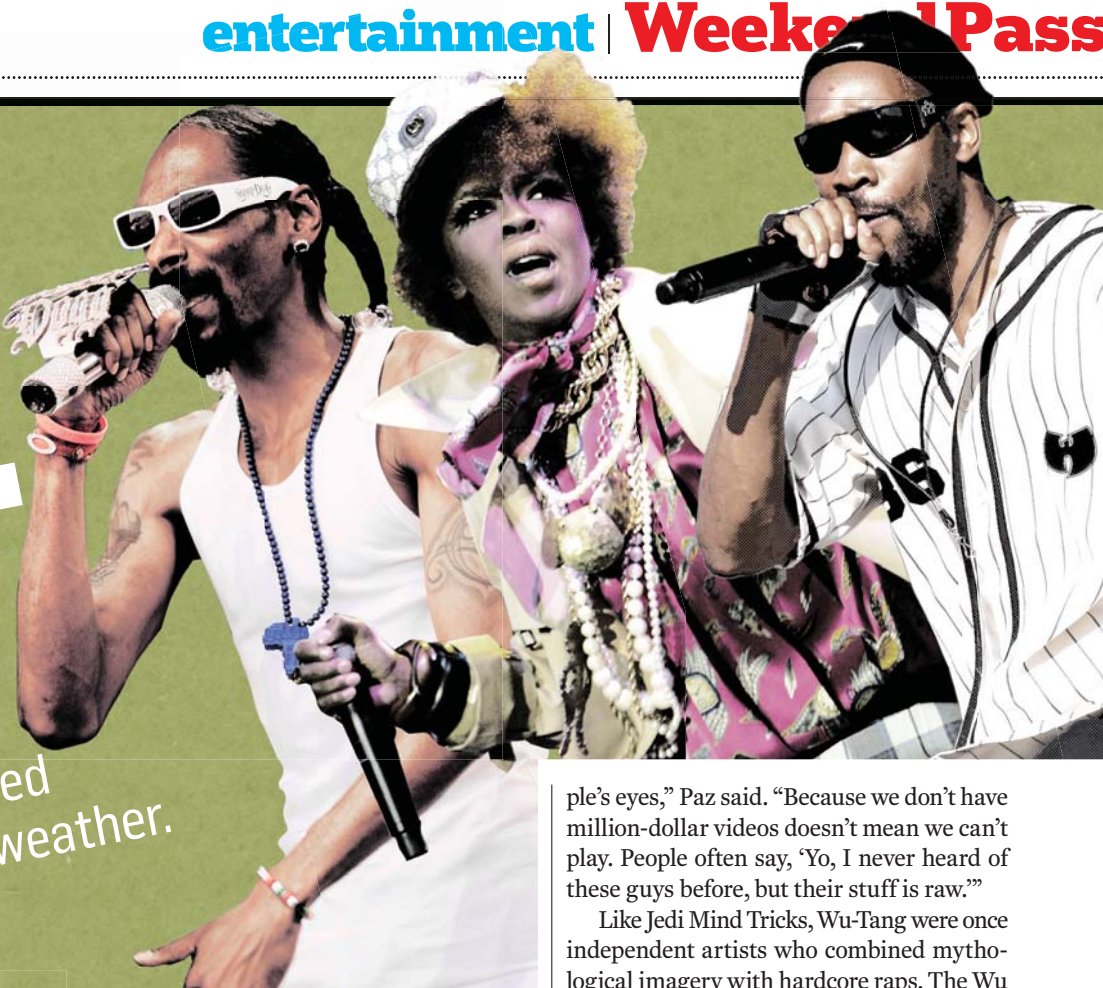 entertainment | Weekend Pass
ed
weather.
ple’s eyes,” Paz said. “Because we don’t have
million-dollar videos doesn’t mean we can’t
play. People often say, ‘Yo, I never heard of
these guys before, but their stuff is raw.’”
Like Jedi Mind Tricks, Wu-Tang were once
independent artists who combined mytho-
logical imagery with hardcore raps. The Wu